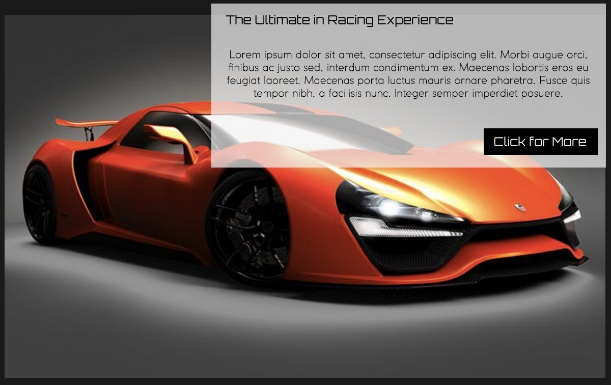 The Ultimate in Racing Experience
Lorem ipsum dolor sit amet, consectetur adipiscing elit. Morbi augue orci,
finibus ac justo sed, interdum condimentum ex. Maecenas lobortis eros eu
feugiat laoreet. Maecenas porta luctus mauris ornare pharetra. Fusce quis
tempor nibh, a facilisis nunc. Integer semper imperdiet posuere.
Click for More